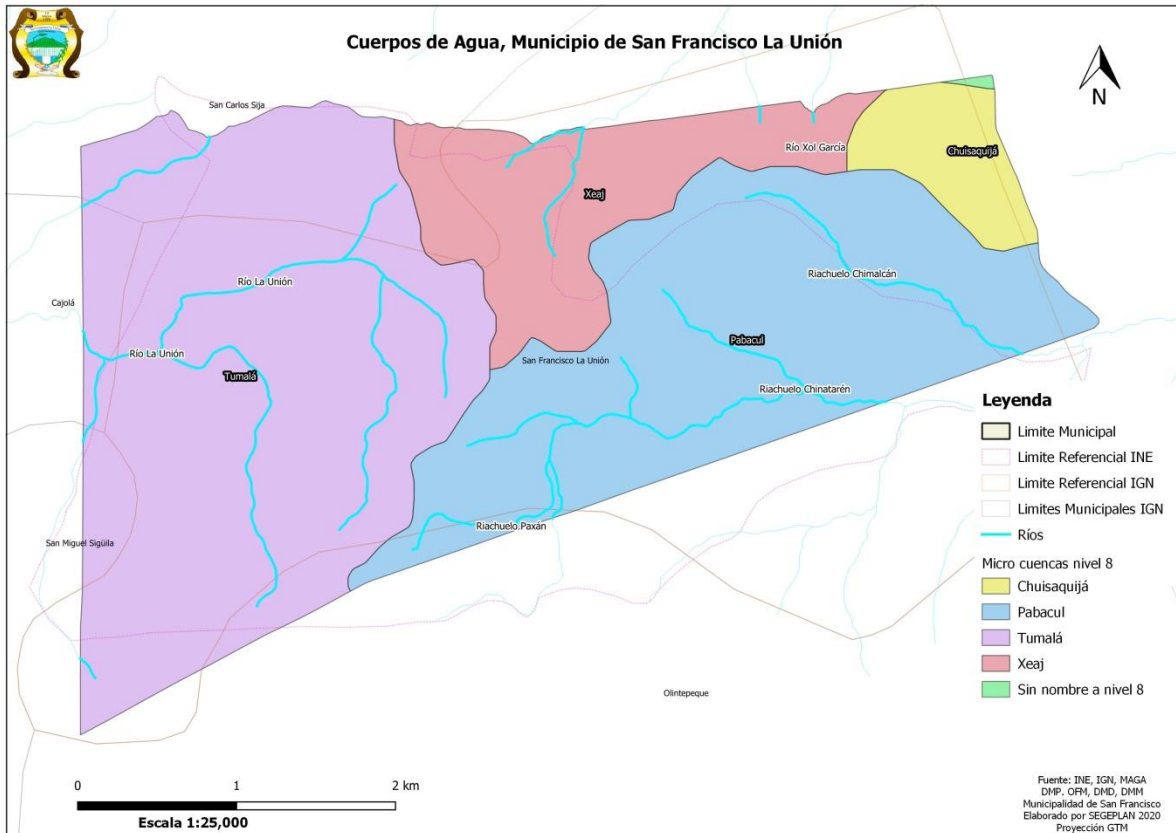 Cuerpos de Agua, Municipio de San Francisco La Unión
N
San Carlos Sija
Río Xol García
Chuisaquijá
Xeaj
Riachuelo Chimalcán
Río La Unión
Cajolá
Río La Unión
Pabacul
San Francisco La Unión
Tumalá
Riachuelo Chinatarén
Riachuelo Paxán
San Miguel Sigüila
Olintepeque
Leyenda
Limite Municipal
Limite Referencial INE
Limite Referencial IGN
Limites Municipales IGN
Ríos
Micro cuencas nivel 8
Chuisaquijá
Pabacul
Tumalá
Xeaj
Sin nombre a nivel 8
0 1 2 km
Escala 1:25,000
Fuente: INE, IGN, MAGA
DMP. OFM, DMD, DMM
Municipalidad de San Francisco
Elaborado por SEGEPLAN 2020
Proyección GTM